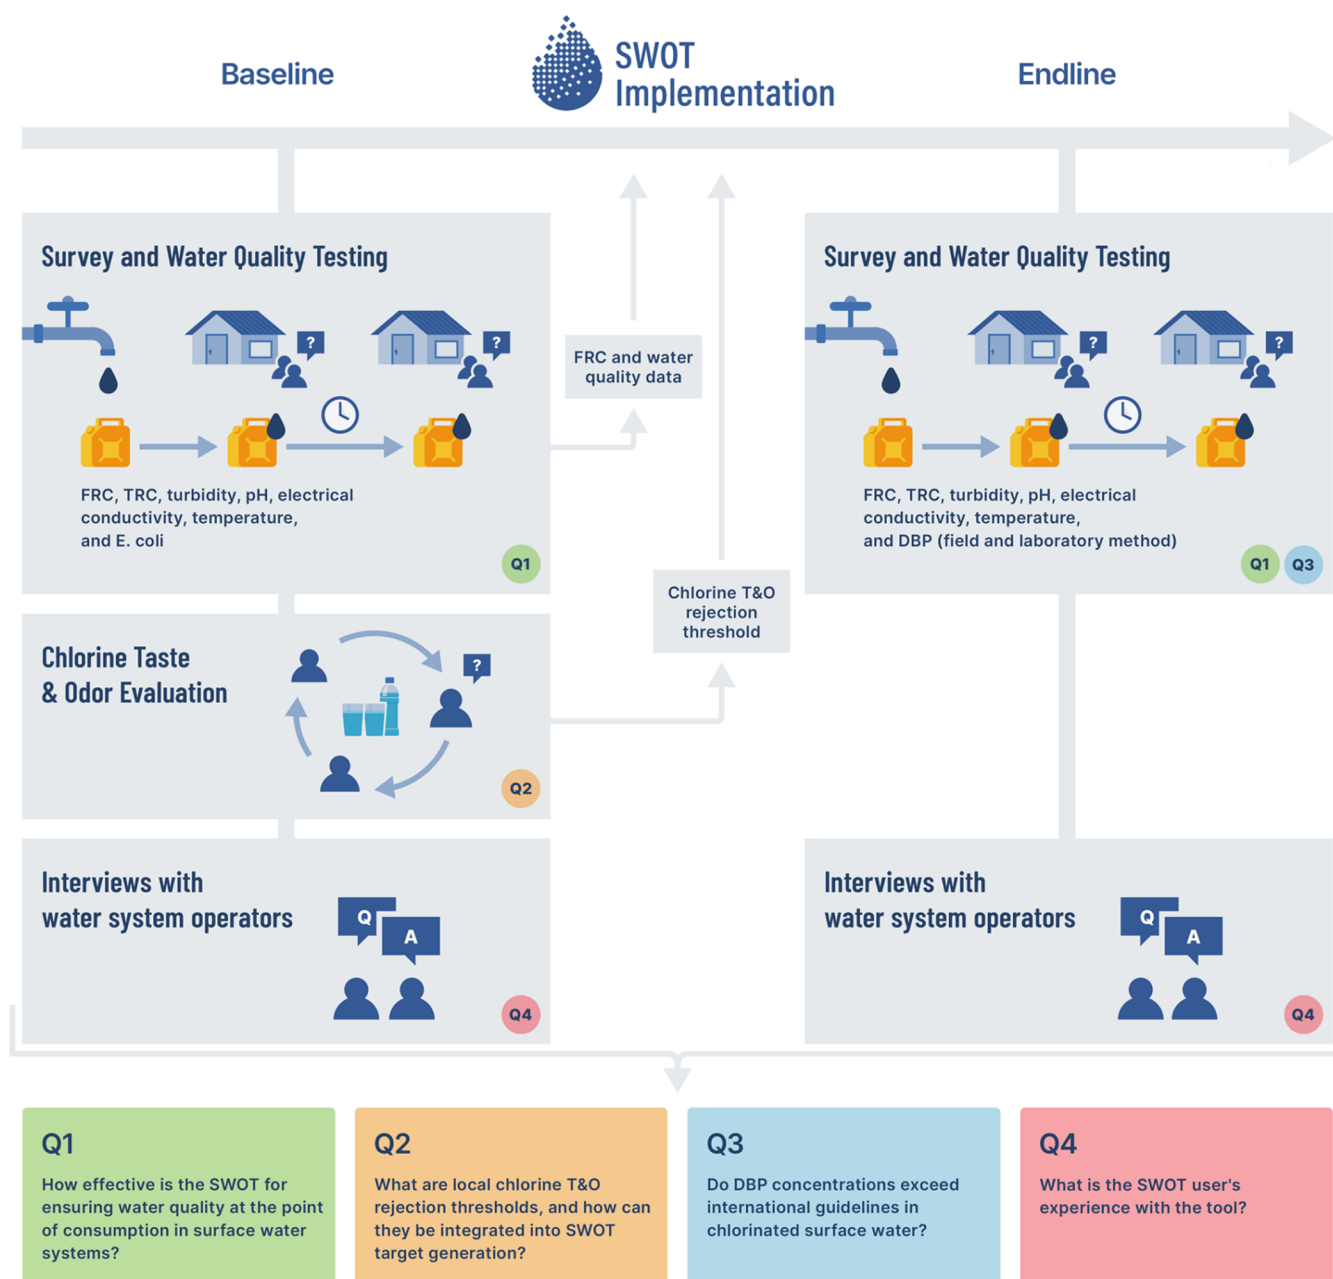 Baseline
SWOT
Implementation
Endline
Survey and Water Quality Testing
?
?
FRC, TRC, turbidity, pH, electrical
conductivity, temperature,
and E. coli
Q1
FRC and water
quality data
Survey and Water Quality Testing
?
?
FRC, TRC, turbidity, pH, electrical
conductivity, temperature,
and DBP (field and laboratory method)
Q1 Q3
Chlorine Taste
& Odor Evaluation
?
Q2
Chlorine T&O
rejection
threshold
Interviews with
water system operators
Q
A
Q4
Interviews with
water system operators
Q
A
Q4
Q1
How effective is the SWOT for
ensuring water quality at the point
of consumption in surface water
systems?
Q2
What are local chlorine T&O
rejection thresholds, and how can
they be integrated into SWOT
target generation?
Q3
Do DBP concentrations exceed
international guidelines in
chlorinated surface water?
Q4
What is the SWOT user's
experience with the tool?